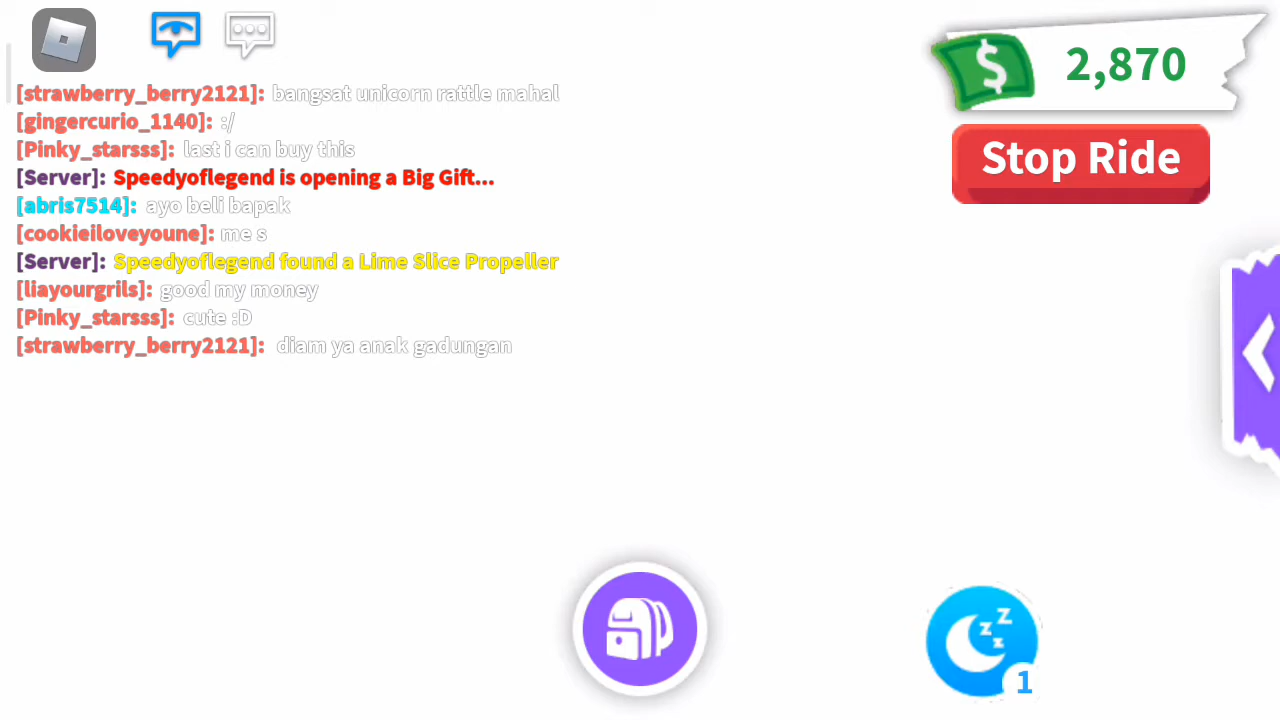 [strawberry_berry2121]: bangsat unicorn rattle mahal
[gingercurio_1140]: :/
[Pinky_starsss]: last i can buy this
[Server]: Speedyoflegend is opening a Big Gift...
[abris7514]: ayo beli bapak
[cookieiloveyoune]: me s
[Server]: Speedyoflegend found a Lime Slice Propeller
[liayourgrils]: good my money
[Pinky_starsss]: cute :D
[strawberry_berry2121]: diam ya anak gadungan
$ 2,870
Stop Ride
z z z
1